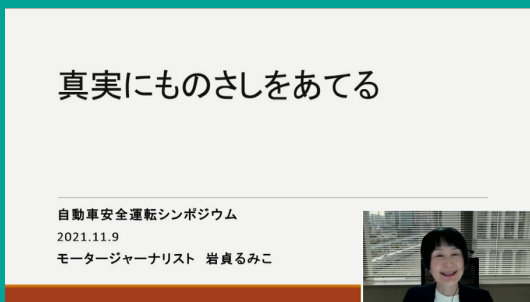 真実にものさしをあてる
自動車安全運転シンポジウム
2021.11.9
モータージャーナリスト 岩貞るみこ